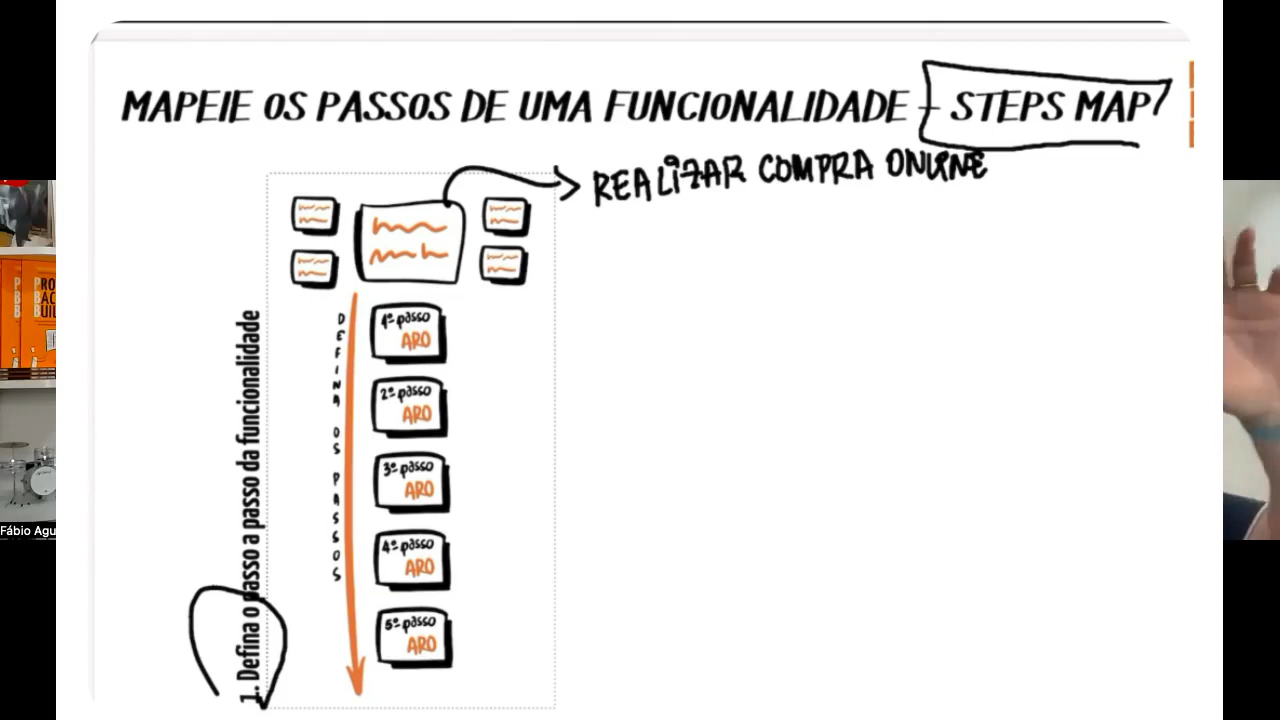 MAPEIE OS PASSOS DE UMA FUNCIONALIDADE - STEPS MAP
REALIZAR COMPRA ONLINE
1. Defina o passo a passo da funcionalidade
DEFINA OS PASSOS
1º passo
ARO
2º passo
ARO
3º passo
ARO
4º passo
ARO
5º passo
ARO
Fábio Agu